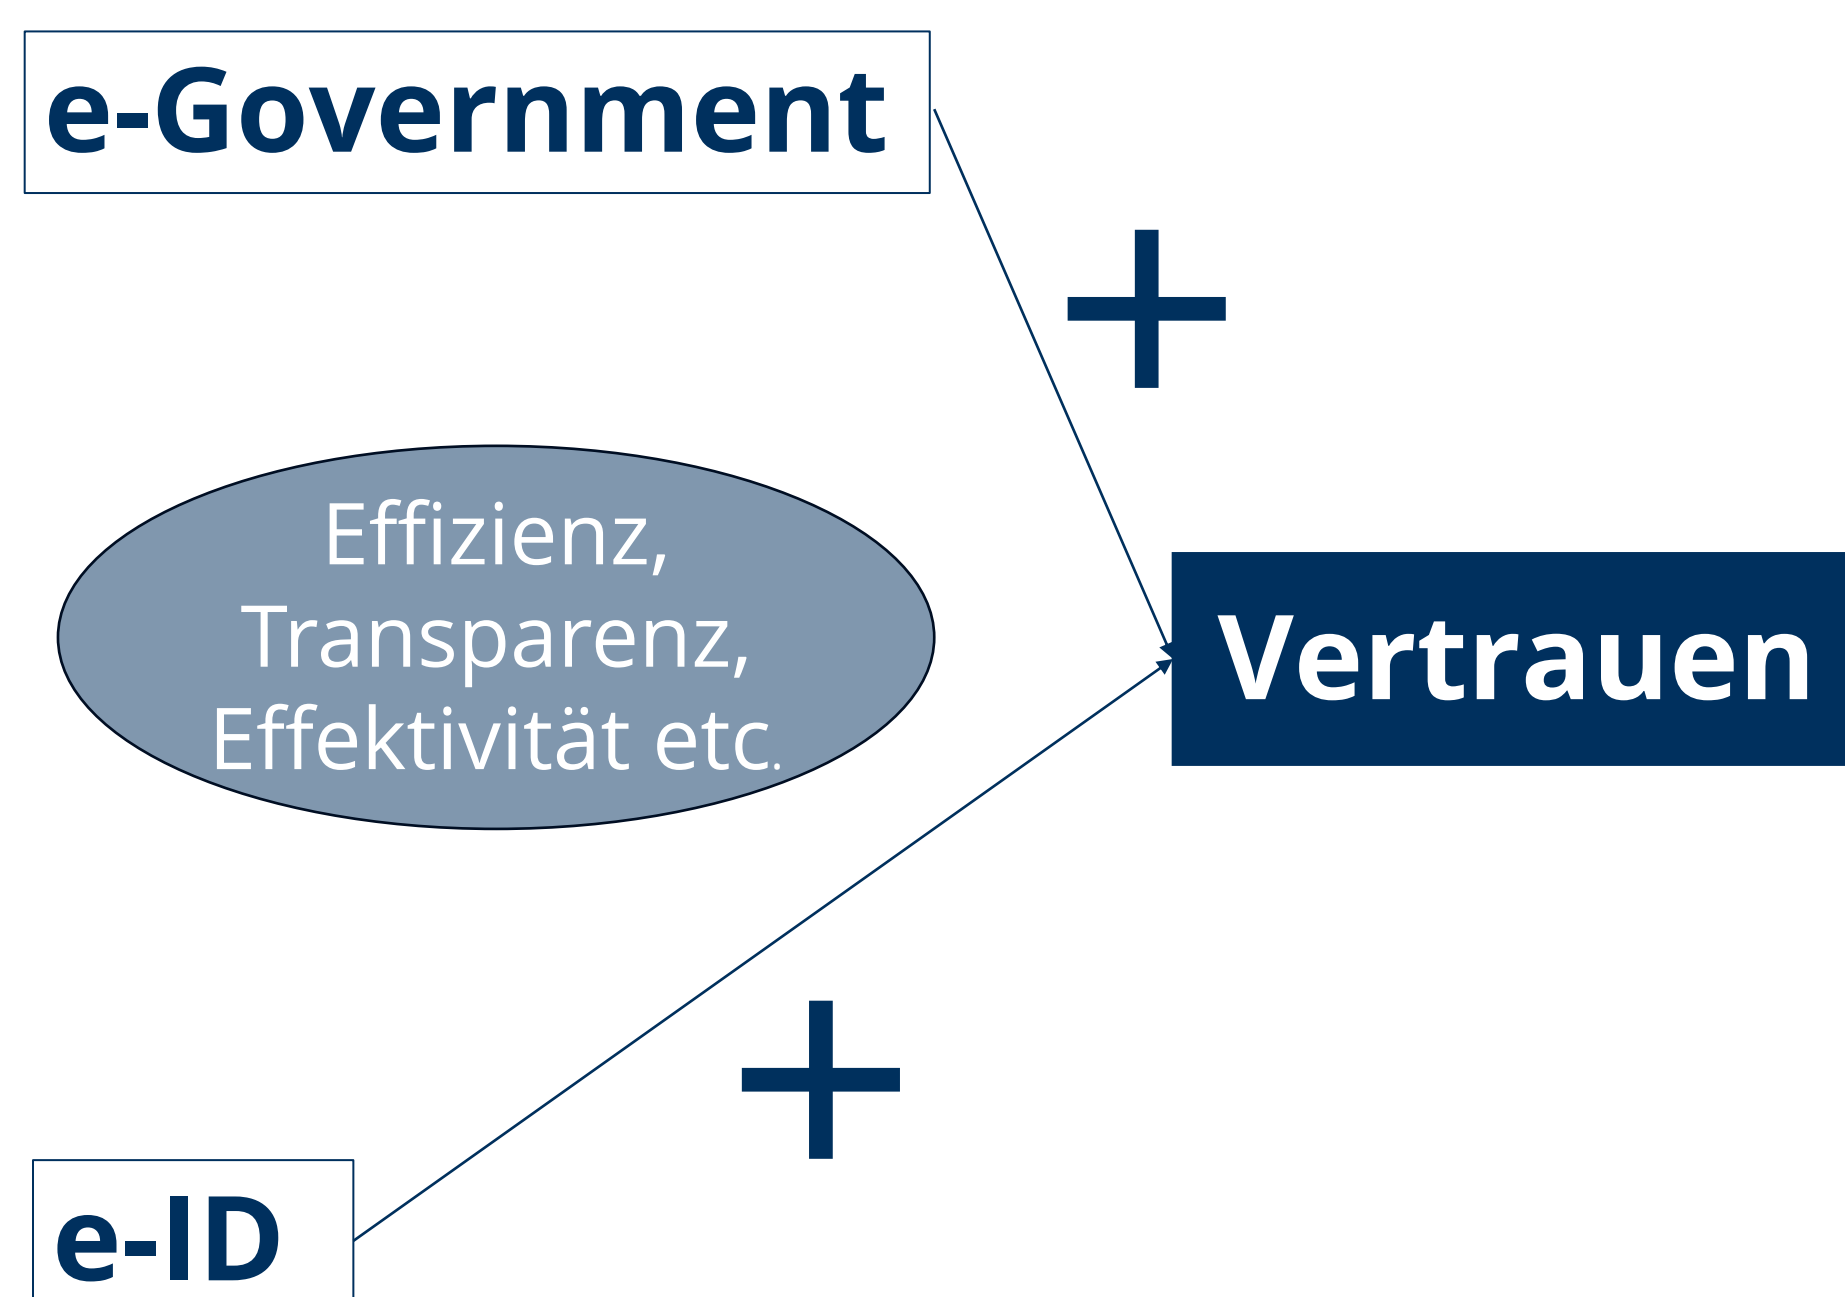 e-Government
Effizienz,
Transparenz,
Effektivität etc.
Vertrauen
e-ID